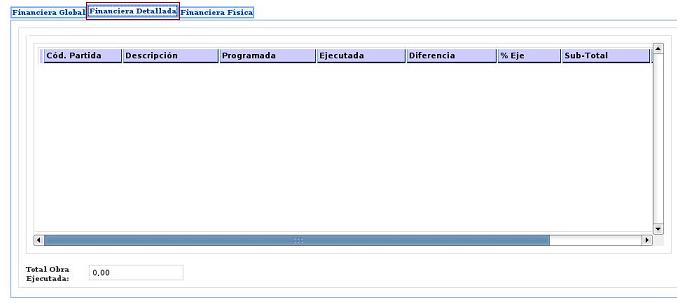 Financiera Global Financiera Detallada Financiera Fisica
Cód. Partida Descripción Programada Ejecutada Diferencia % Eje Sub-Total
Total Obra
Ejecutada: 0,00